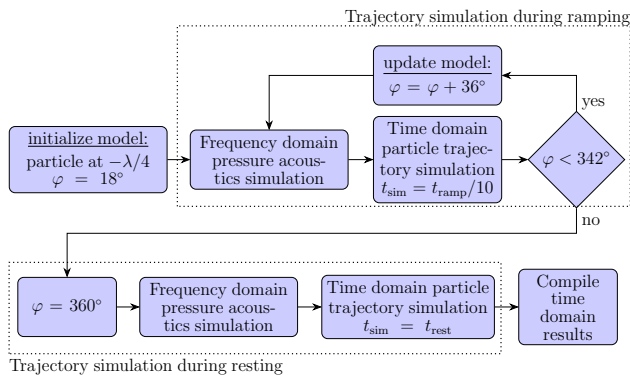 Trajectory simulation during ramping
update model:
φ = φ + 36°
yes
initialize model:
particle at −λ/4
φ = 18°
Frequency domain
pressure acous-
tics simulation
Time domain
particle trajec-
tory simulation
t_sim = t_ramp/10
φ < 342°
no
φ = 360°
Frequency domain
pressure acous-
tics simulation
Time domain particle
trajectory simulation
t_sim = t_rest
Compile
time
domain
results
Trajectory simulation during resting